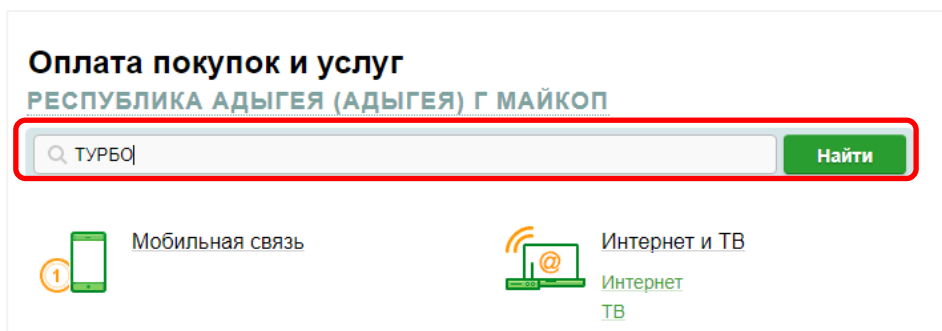 Оплата покупок и услуг
РЕСПУБЛИКА АДЫГЕЯ (АДЫГЕЯ) Г МАЙКОП
ТУРБО
Найти
Мобильная связь
1
Интернет и ТВ
@
Интернет
ТВ